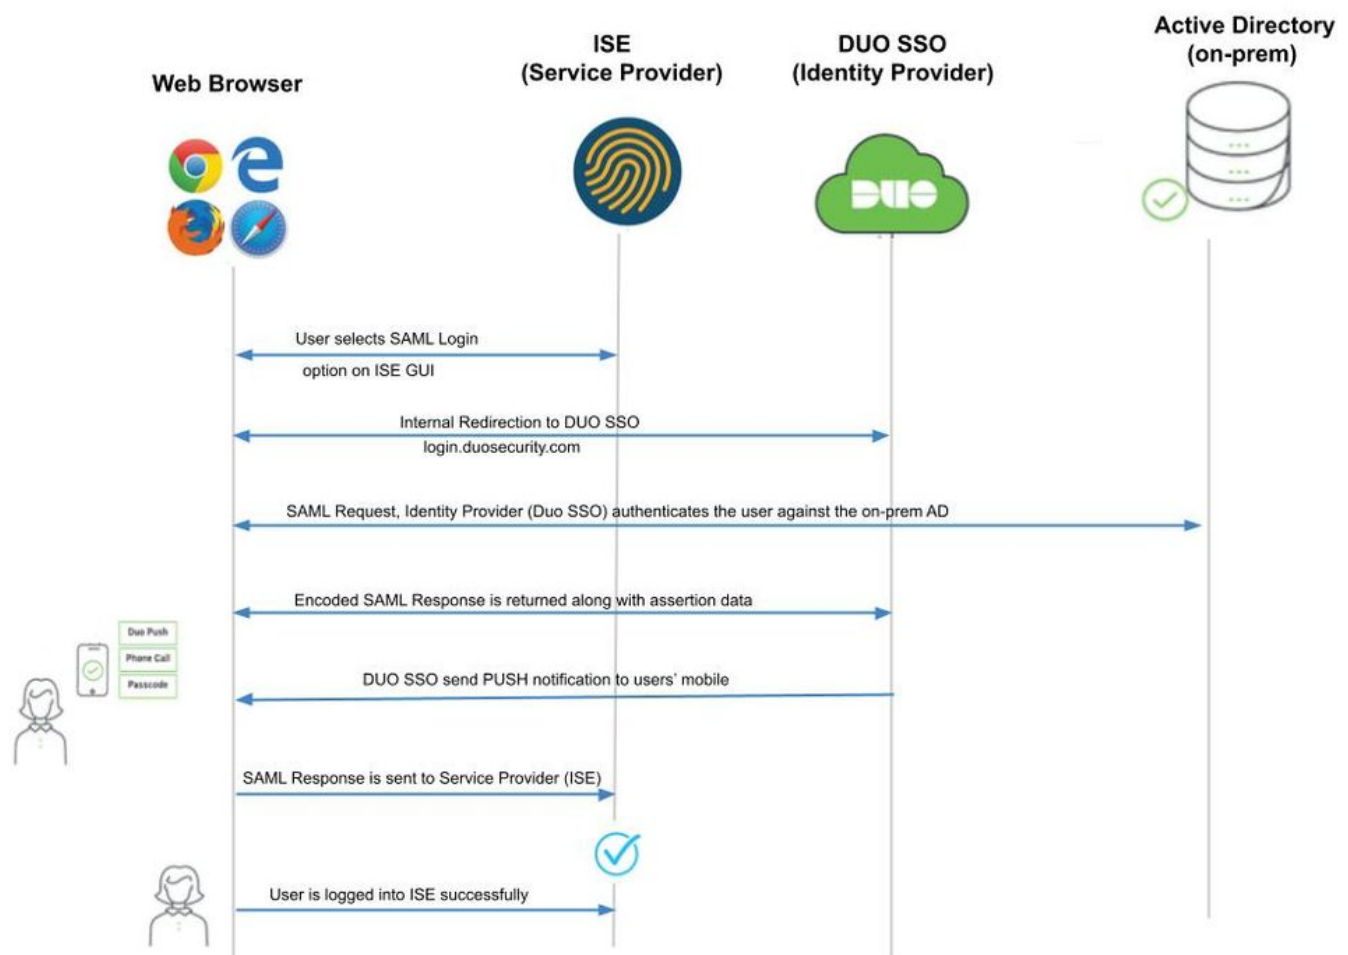 Active Directory
(on-prem)
ISE
(Service Provider)
DUO SSO
(Identity Provider)
Web Browser
DUO
User selects SAML Login
option on ISE GUI
Internal Redirection to DUO SSO
login.duosecurity.com
SAML Request, Identity Provider (Duo SSO) authenticates the user against the on-prem AD
Encoded SAML Response is returned along with assertion data
Duo Push
Phone Call
Passcode
DUO SSO send PUSH notification to users' mobile
SAML Response is sent to Service Provider (ISE)
User is logged into ISE successfully